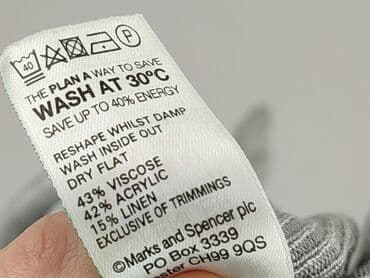 40 P
THE PLAN A WAY TO SAVE
WASH AT 30°C
SAVE UP TO 40% ENERGY
RESHAPE WHILST DAMP
WASH INSIDE OUT
DRY FLAT
43% VISCOSE
42% ACRYLIC
15% LINEN
EXCLUSIVE OF TRIMMINGS
©Marks and Spencer plc
PO Box 3339
CH99 9QS